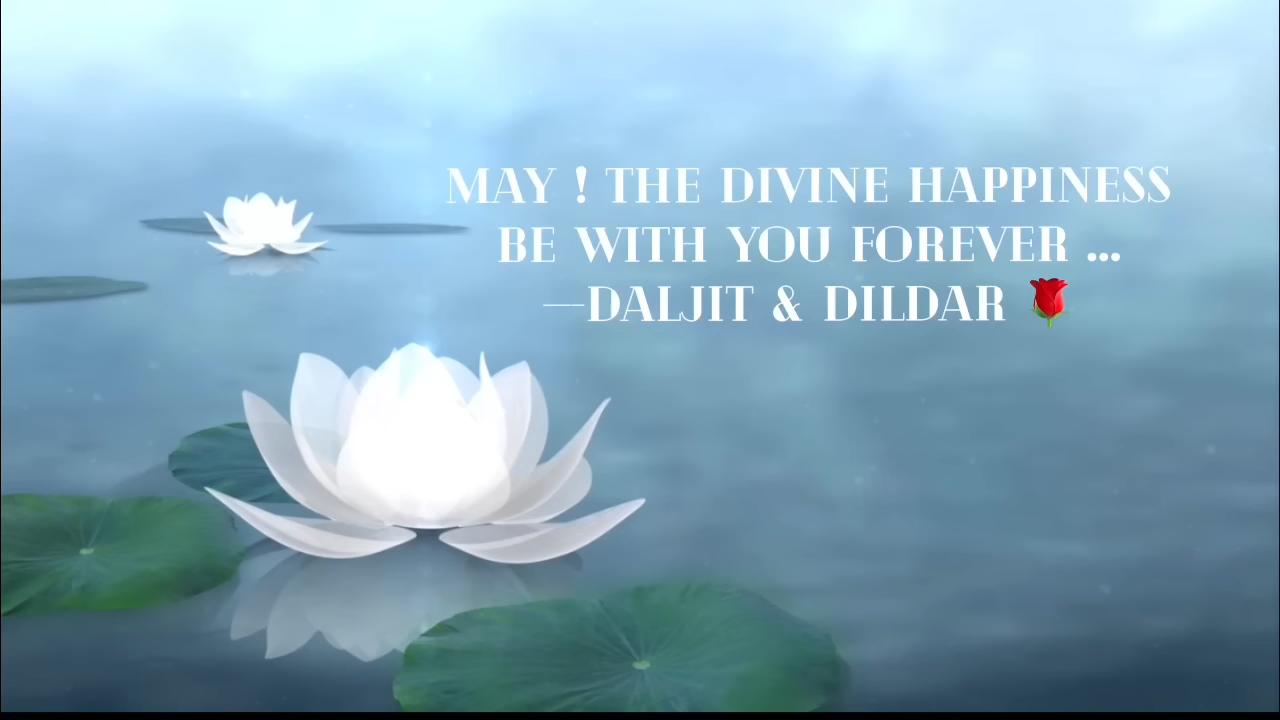 MAY ! THE DIVINE HAPPINESS
BE WITH YOU FOREVER ...
—DALJIT & DILDAR 🌹